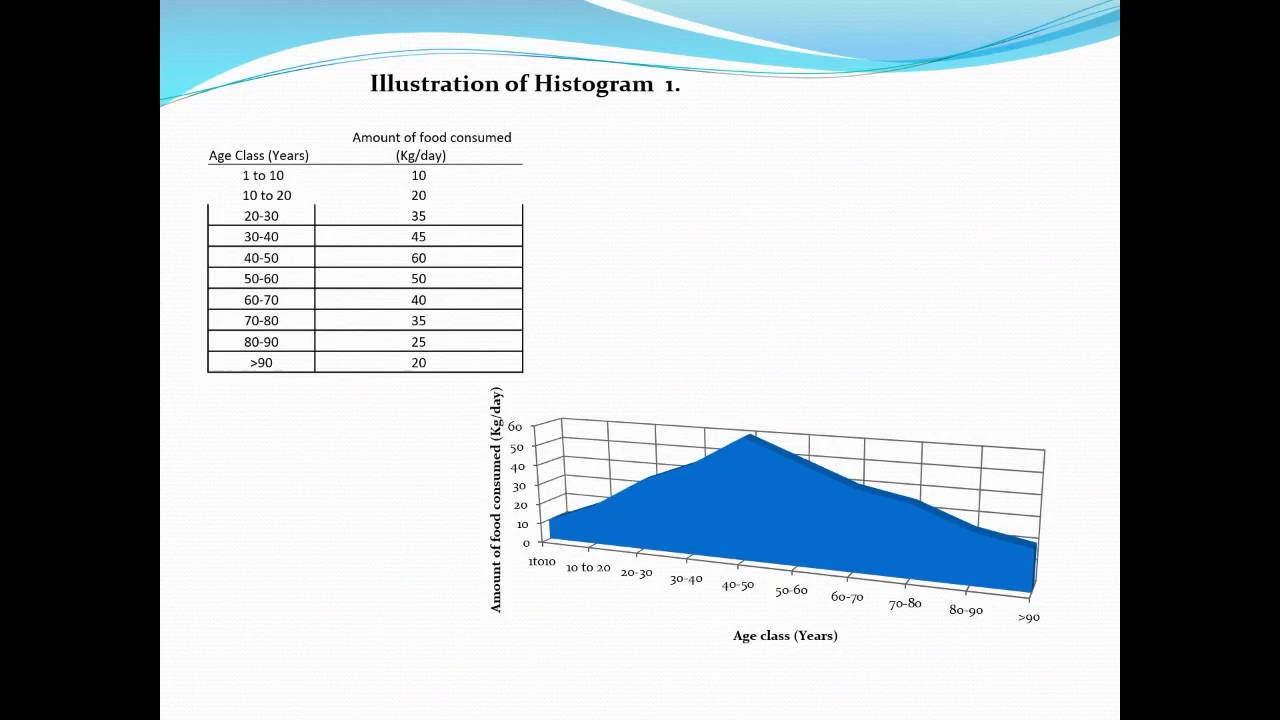 Illustration of Histogram 1.
Amount of food consumed
Age Class (Years) (Kg/day)
1 to 10 10
10 to 20 20
20-30 35
30-40 45
40-50 60
50-60 50
60-70 40
70-80 35
80-90 25
>90 20
Amount of food consumed (Kg/day)
60
50
40
30
20
10
0
1to10 10 to 20 20-30 30-40 40-50 50-60 60-70 70-80 80-90 >90
Age class (Years)